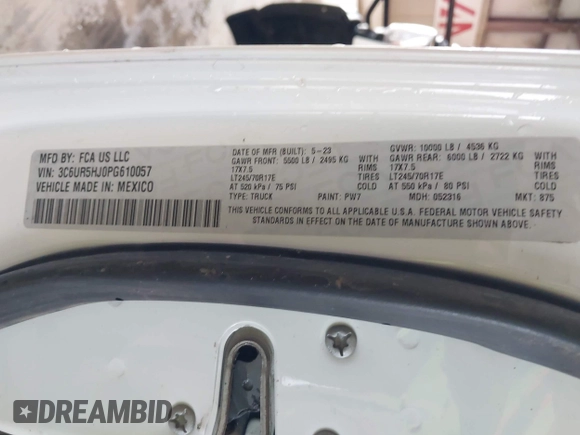 MFD BY: FCA US LLC
VIN: 3C6UR5HJ0PG610057
VEHICLE MADE IN: MEXICO
DATE OF MFR (BUILT): 5-23
GAWR FRONT: 5500 LB / 2495 KG WITH
17X7.5 RIMS
LT245/70R17E TIRES
AT 520 kPa / 75 PSI
TYPE: TRUCK PAINT: PW7
GVWR: 10000 LB / 4536 KG
GAWR REAR: 6000 LB / 2722 KG WITH
17X7.5 RIMS
LT245/70R17E TIRES
AT 550 kPa / 80 PSI
MDH: 052316 MKT: 875
THIS VEHICLE CONFORMS TO ALL APPLICABLE U.S.A. FEDERAL MOTOR VEHICLE SAFETY
STANDARDS IN EFFECT ON THE DATE OF MANUFACTURE SHOWN ABOVE.
DREAMBID